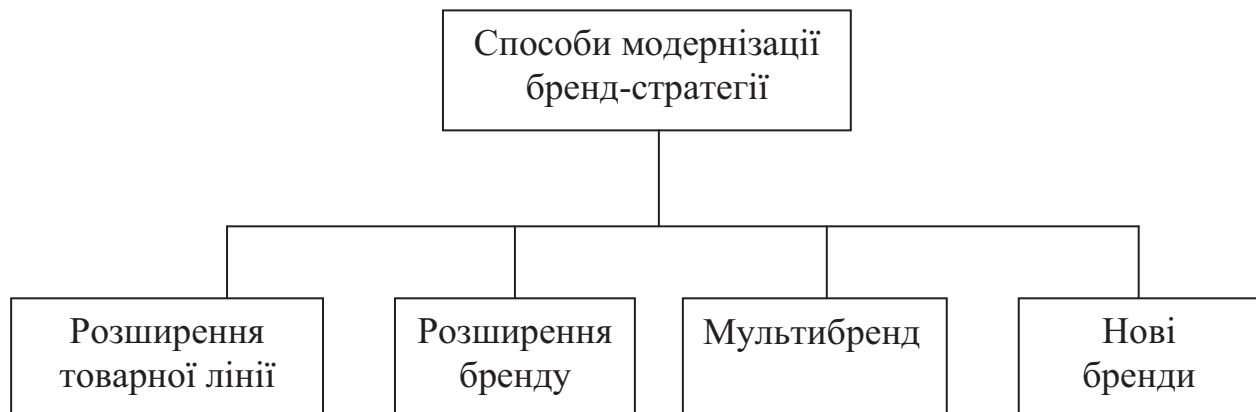 Способи модернізації
бренд-стратегії
Розширення
товарної лінії
Розширення
бренду
Мультибренд
Нові
бренди